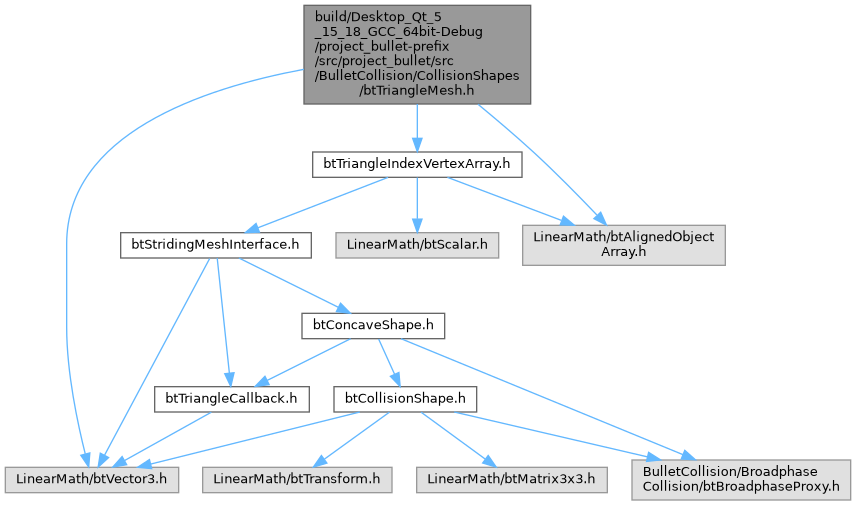 build/Desktop_Qt_5
_15_18_GCC_64bit-Debug
/project_bullet-prefix
/src/project_bullet/src
/BulletCollision/CollisionShapes
/btTriangleMesh.h
btTriangleIndexVertexArray.h
btStridingMeshInterface.h
LinearMath/btScalar.h
LinearMath/btAlignedObject
Array.h
btConcaveShape.h
btTriangleCallback.h
btCollisionShape.h
LinearMath/btVector3.h
LinearMath/btTransform.h
LinearMath/btMatrix3x3.h
BulletCollision/Broadphase
Collision/btBroadphaseProxy.h